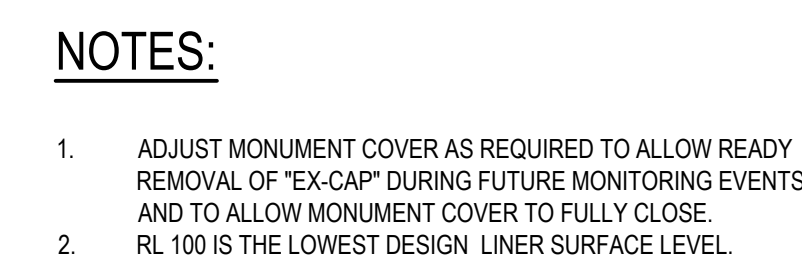 NOTES:
1. ADJUST MONUMENT COVER AS REQUIRED TO ALLOW READY
REMOVAL OF "EX-CAP" DURING FUTURE MONITORING EVENTS
AND TO ALLOW MONUMENT COVER TO FULLY CLOSE.
2. RL 100 IS THE LOWEST DESIGN LINER SURFACE LEVEL.